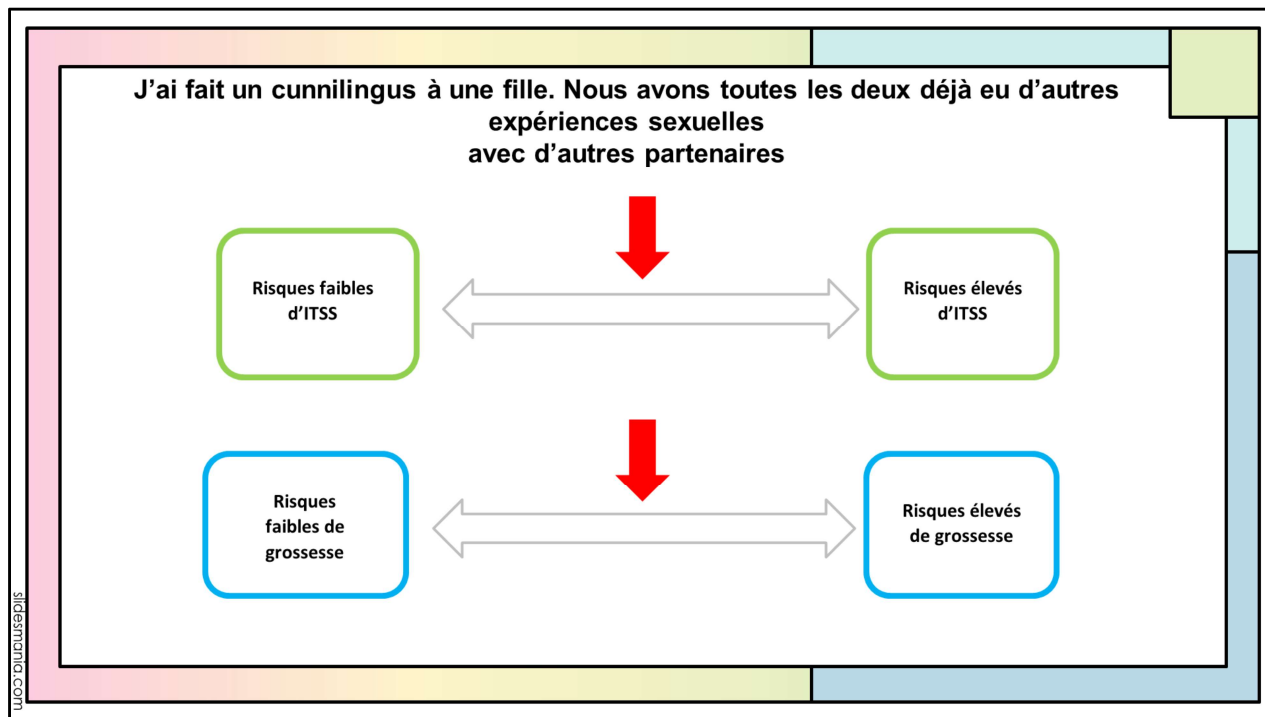 J’ai fait un cunnilingus à une fille. Nous avons toutes les deux déjà eu d’autres
expériences sexuelles
avec d’autres partenaires
Risques faibles
d’ITSS
Risques élevés
d’ITSS
Risques
faibles de
grossesse
Risques élevés
de grossesse
slidesmania.com